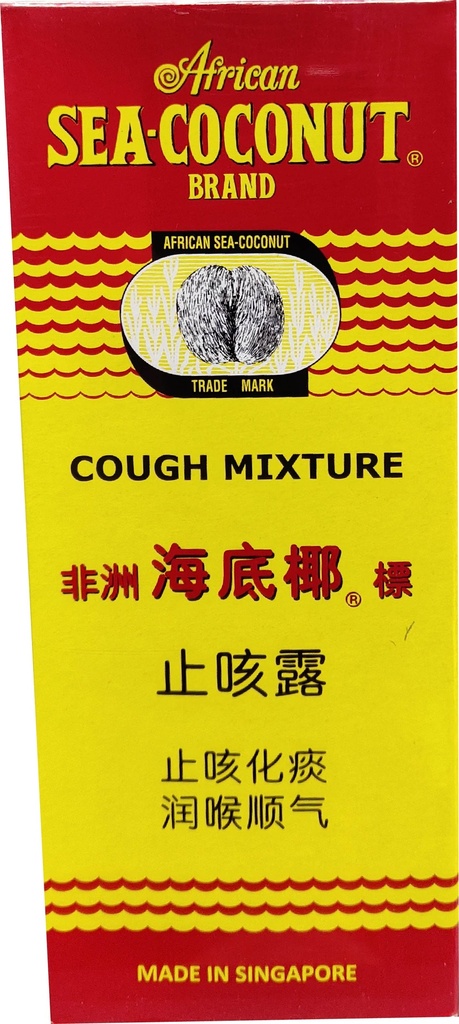 African
SEA-COCONUT®
BRAND
AFRICAN SEA-COCONUT
TRADE MARK
COUGH MIXTURE
非洲 海底椰® 標
止咳露
止咳化痰
润喉顺气
MADE IN SINGAPORE